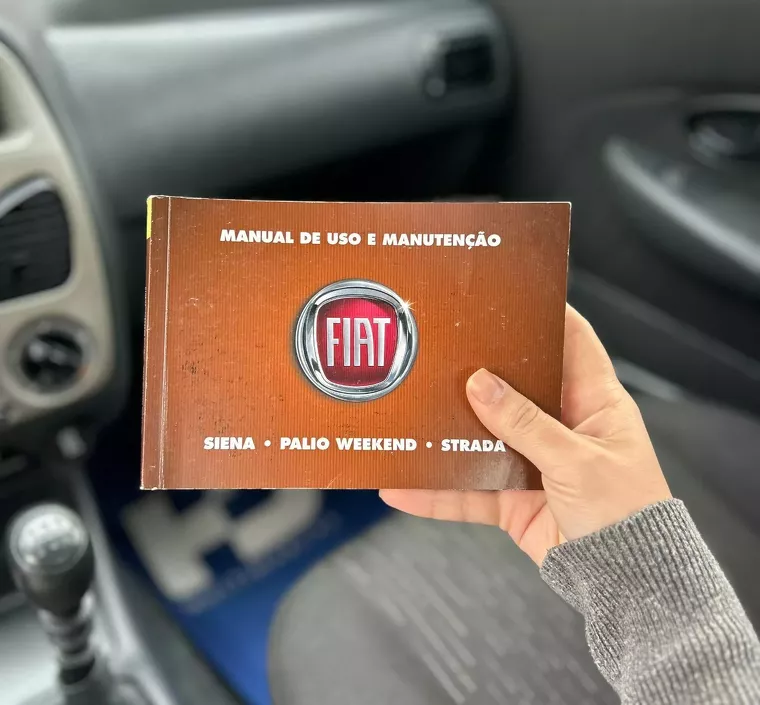 MANUAL DE USO E MANUTENÇÃO
FIAT
SIENA • PALIO WEEKEND • STRADA